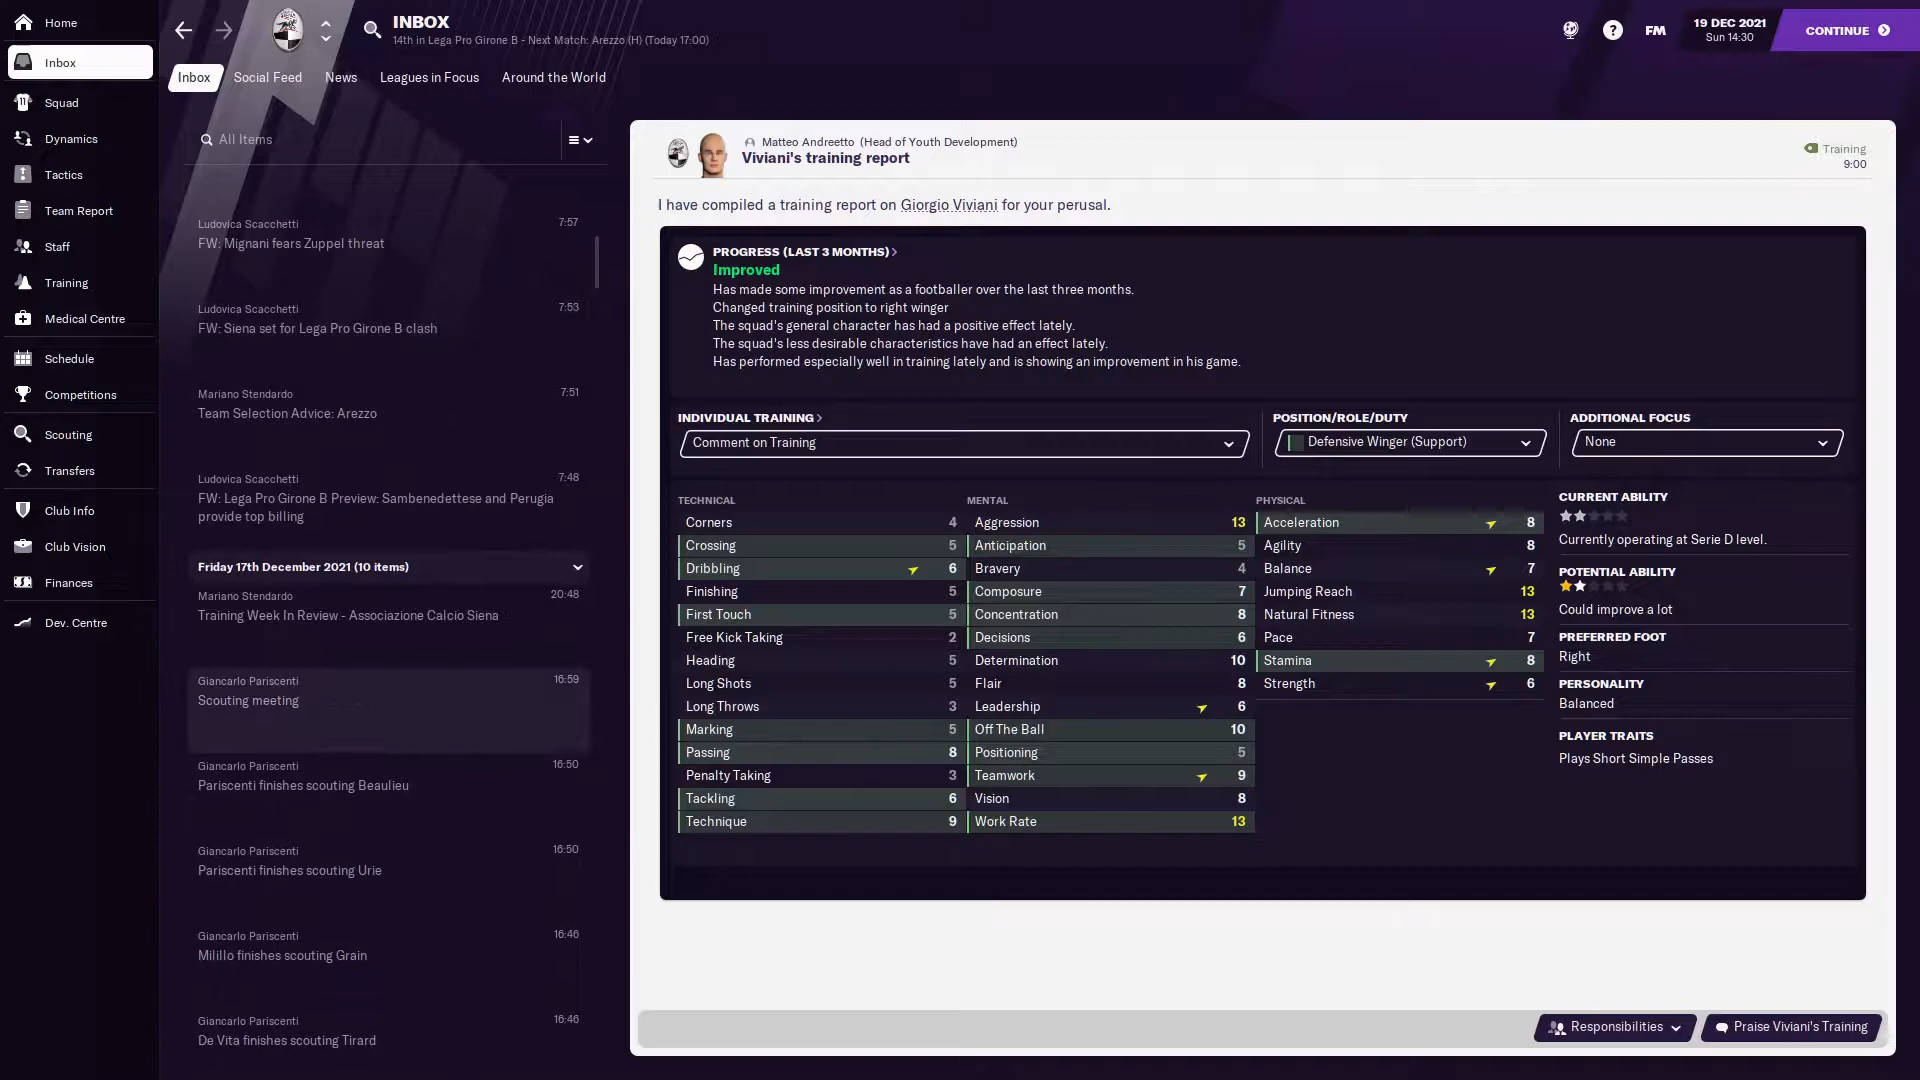 Home
Inbox
Squad
Dynamics
Tactics
Team Report
Staff
Training
Medical Centre
Schedule
Competitions
Scouting
Transfers
Club Info
Club Vision
Finances
Dev. Centre
INBOX
14th in Lega Pro Girone B - Next Match: Arezzo (H) (Today 17:00)
?
FM
19 DEC 2021
Sun 14:30
CONTINUE
Inbox
Social Feed
News
Leagues in Focus
Around the World
All Items
Ludovica Scacchetti 7:57
FW: Mignani fears Zuppel threat
Ludovica Scacchetti 7:53
FW: Siena set for Lega Pro Girone B clash
Mariano Stendardo 7:51
Team Selection Advice: Arezzo
Ludovica Scacchetti 7:48
FW: Lega Pro Girone B Preview: Sambenedettese and Perugia
provide top billing
Friday 17th December 2021 (10 items)
Mariano Stendardo 20:48
Training Week In Review - Associazione Calcio Siena
Giancarlo Pariscenti 16:59
Scouting meeting
Giancarlo Pariscenti 16:50
Pariscenti finishes scouting Beaulieu
Giancarlo Pariscenti 16:50
Pariscenti finishes scouting Urie
Giancarlo Pariscenti 16:46
Milillo finishes scouting Grain
Giancarlo Pariscenti 16:46
De Vita finishes scouting Tirard
Matteo Andreetto (Head of Youth Development)
Viviani's training report
Training
9:00
I have compiled a training report on Giorgio Viviani for your perusal.
PROGRESS (LAST 3 MONTHS)
Improved
Has made some improvement as a footballer over the last three months.
Changed training position to right winger
The squad's general character has had a positive effect lately.
The squad's less desirable characteristics have had an effect lately.
Has performed especially well in training lately and is showing an improvement in his game.
INDIVIDUAL TRAINING
Comment on Training
POSITION/ROLE/DUTY
Defensive Winger (Support)
ADDITIONAL FOCUS
None
TECHNICAL
Corners 4
Crossing 5
Dribbling 6
Finishing 5
First Touch 5
Free Kick Taking 2
Heading 5
Long Shots 5
Long Throws 3
Marking 5
Passing 8
Penalty Taking 3
Tackling 6
Technique 9
MENTAL
Aggression 13
Anticipation 5
Bravery 4
Composure 7
Concentration 8
Decisions 6
Determination 10
Flair 8
Leadership 6
Off The Ball 10
Positioning 5
Teamwork 9
Vision 8
Work Rate 13
PHYSICAL
Acceleration 8
Agility 8
Balance 7
Jumping Reach 13
Natural Fitness 13
Pace 7
Stamina 8
Strength 6
CURRENT ABILITY
Currently operating at Serie D level.
POTENTIAL ABILITY
Could improve a lot
PREFERRED FOOT
Right
PERSONALITY
Balanced
PLAYER TRAITS
Plays Short Simple Passes
Responsibilities
Praise Viviani's Training